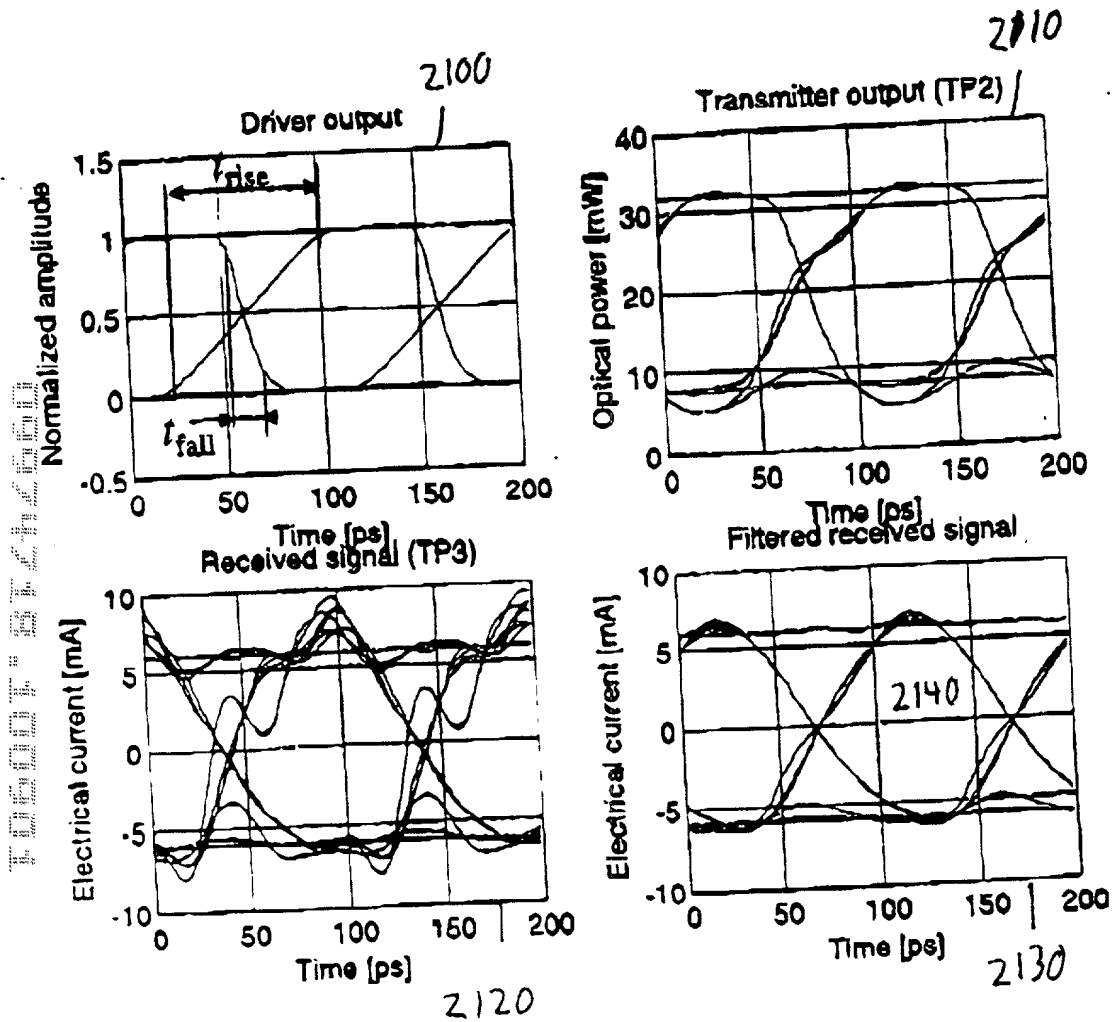 2100
Driver output
1.5
1
0.5
0
-0.5
Normalized amplitude
t rise
t fall
0 50 100 150 200
Time [ps]
2110
Transmitter output (TP2)
40
30
20
10
0
Optical power [mW]
0 50 100 150 200
Time [ps]
Received signal (TP3)
10
5
0
-5
-10
Electrical current [mA]
0 50 100 150 200
Time [ps]
2120
Filtered received signal
10
5
0
-5
-10
Electrical current [mA]
2140
0 50 100 150 200
Time [ps]
2130